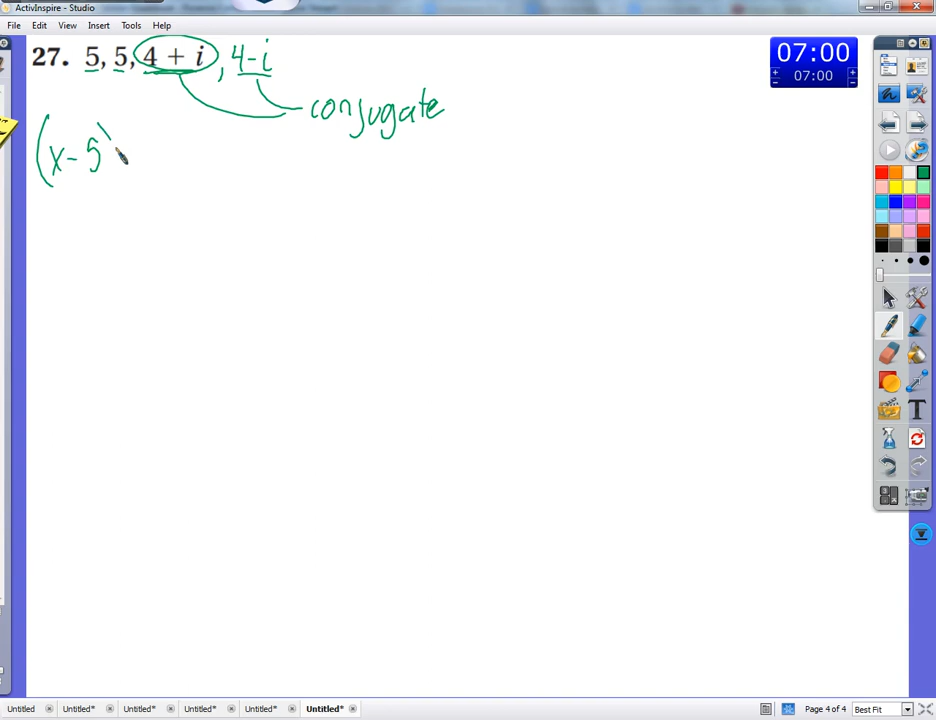 ActivInspire - Studio
File Edit View Insert Tools Help
27. 5, 5, 4 + i, 4-i
conjugate
(x-5)
07:00
07:00
T
Untitled Untitled* Untitled* Untitled* Untitled* Untitled* Page 4 of 4 Best Fit